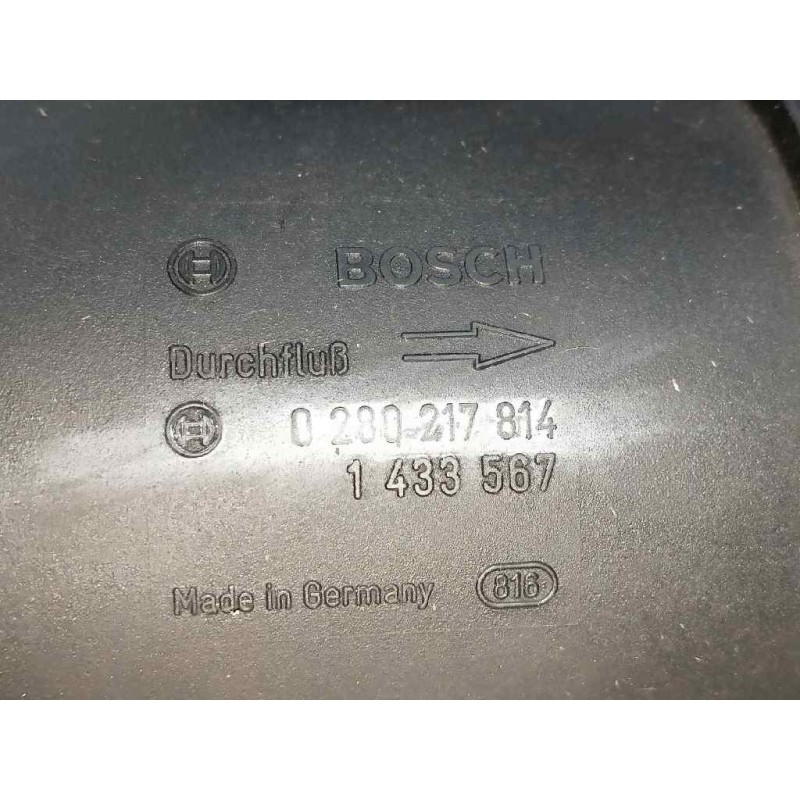 BOSCH
Durchfluß
0 280 217 814
1 433 567
Made in Germany 816